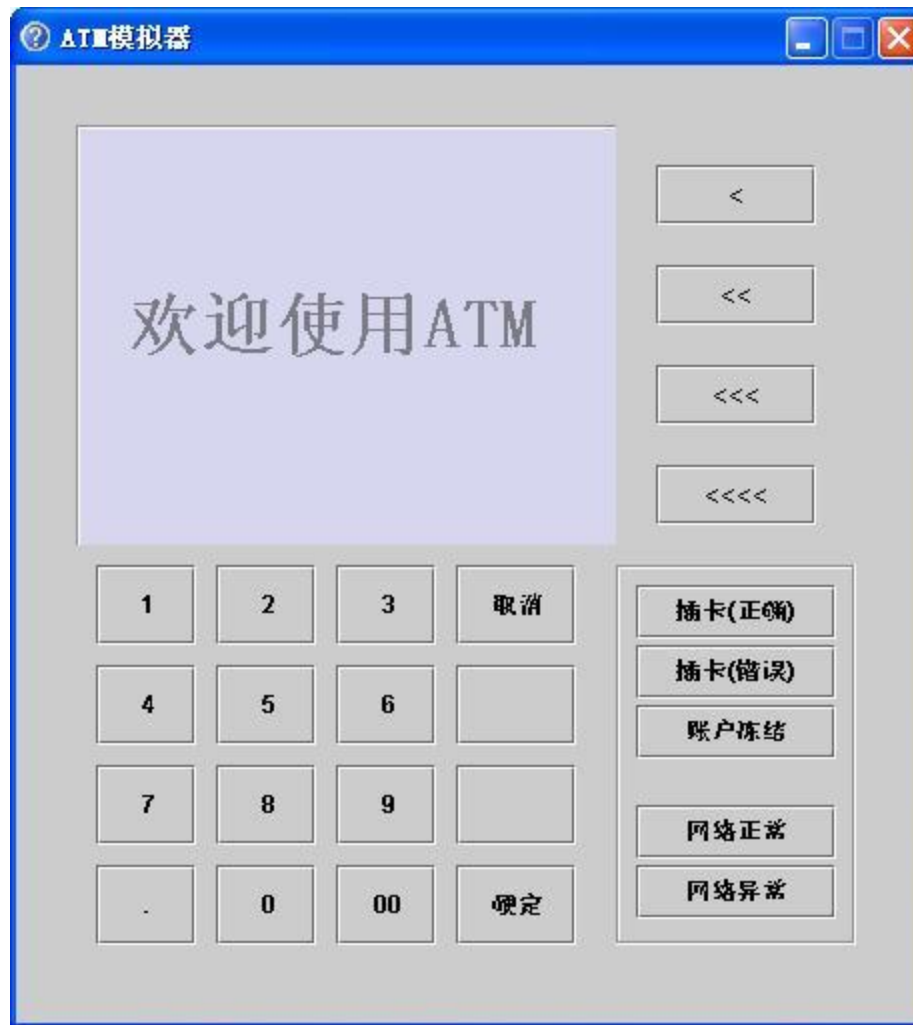 ATM模拟器
欢迎使用ATM
<
<<
<<<
<<<<
1 2 3 取消
4 5 6
7 8 9
. 0 00 确定
插卡(正确)
插卡(错误)
账户冻结
网络正常
网络异常